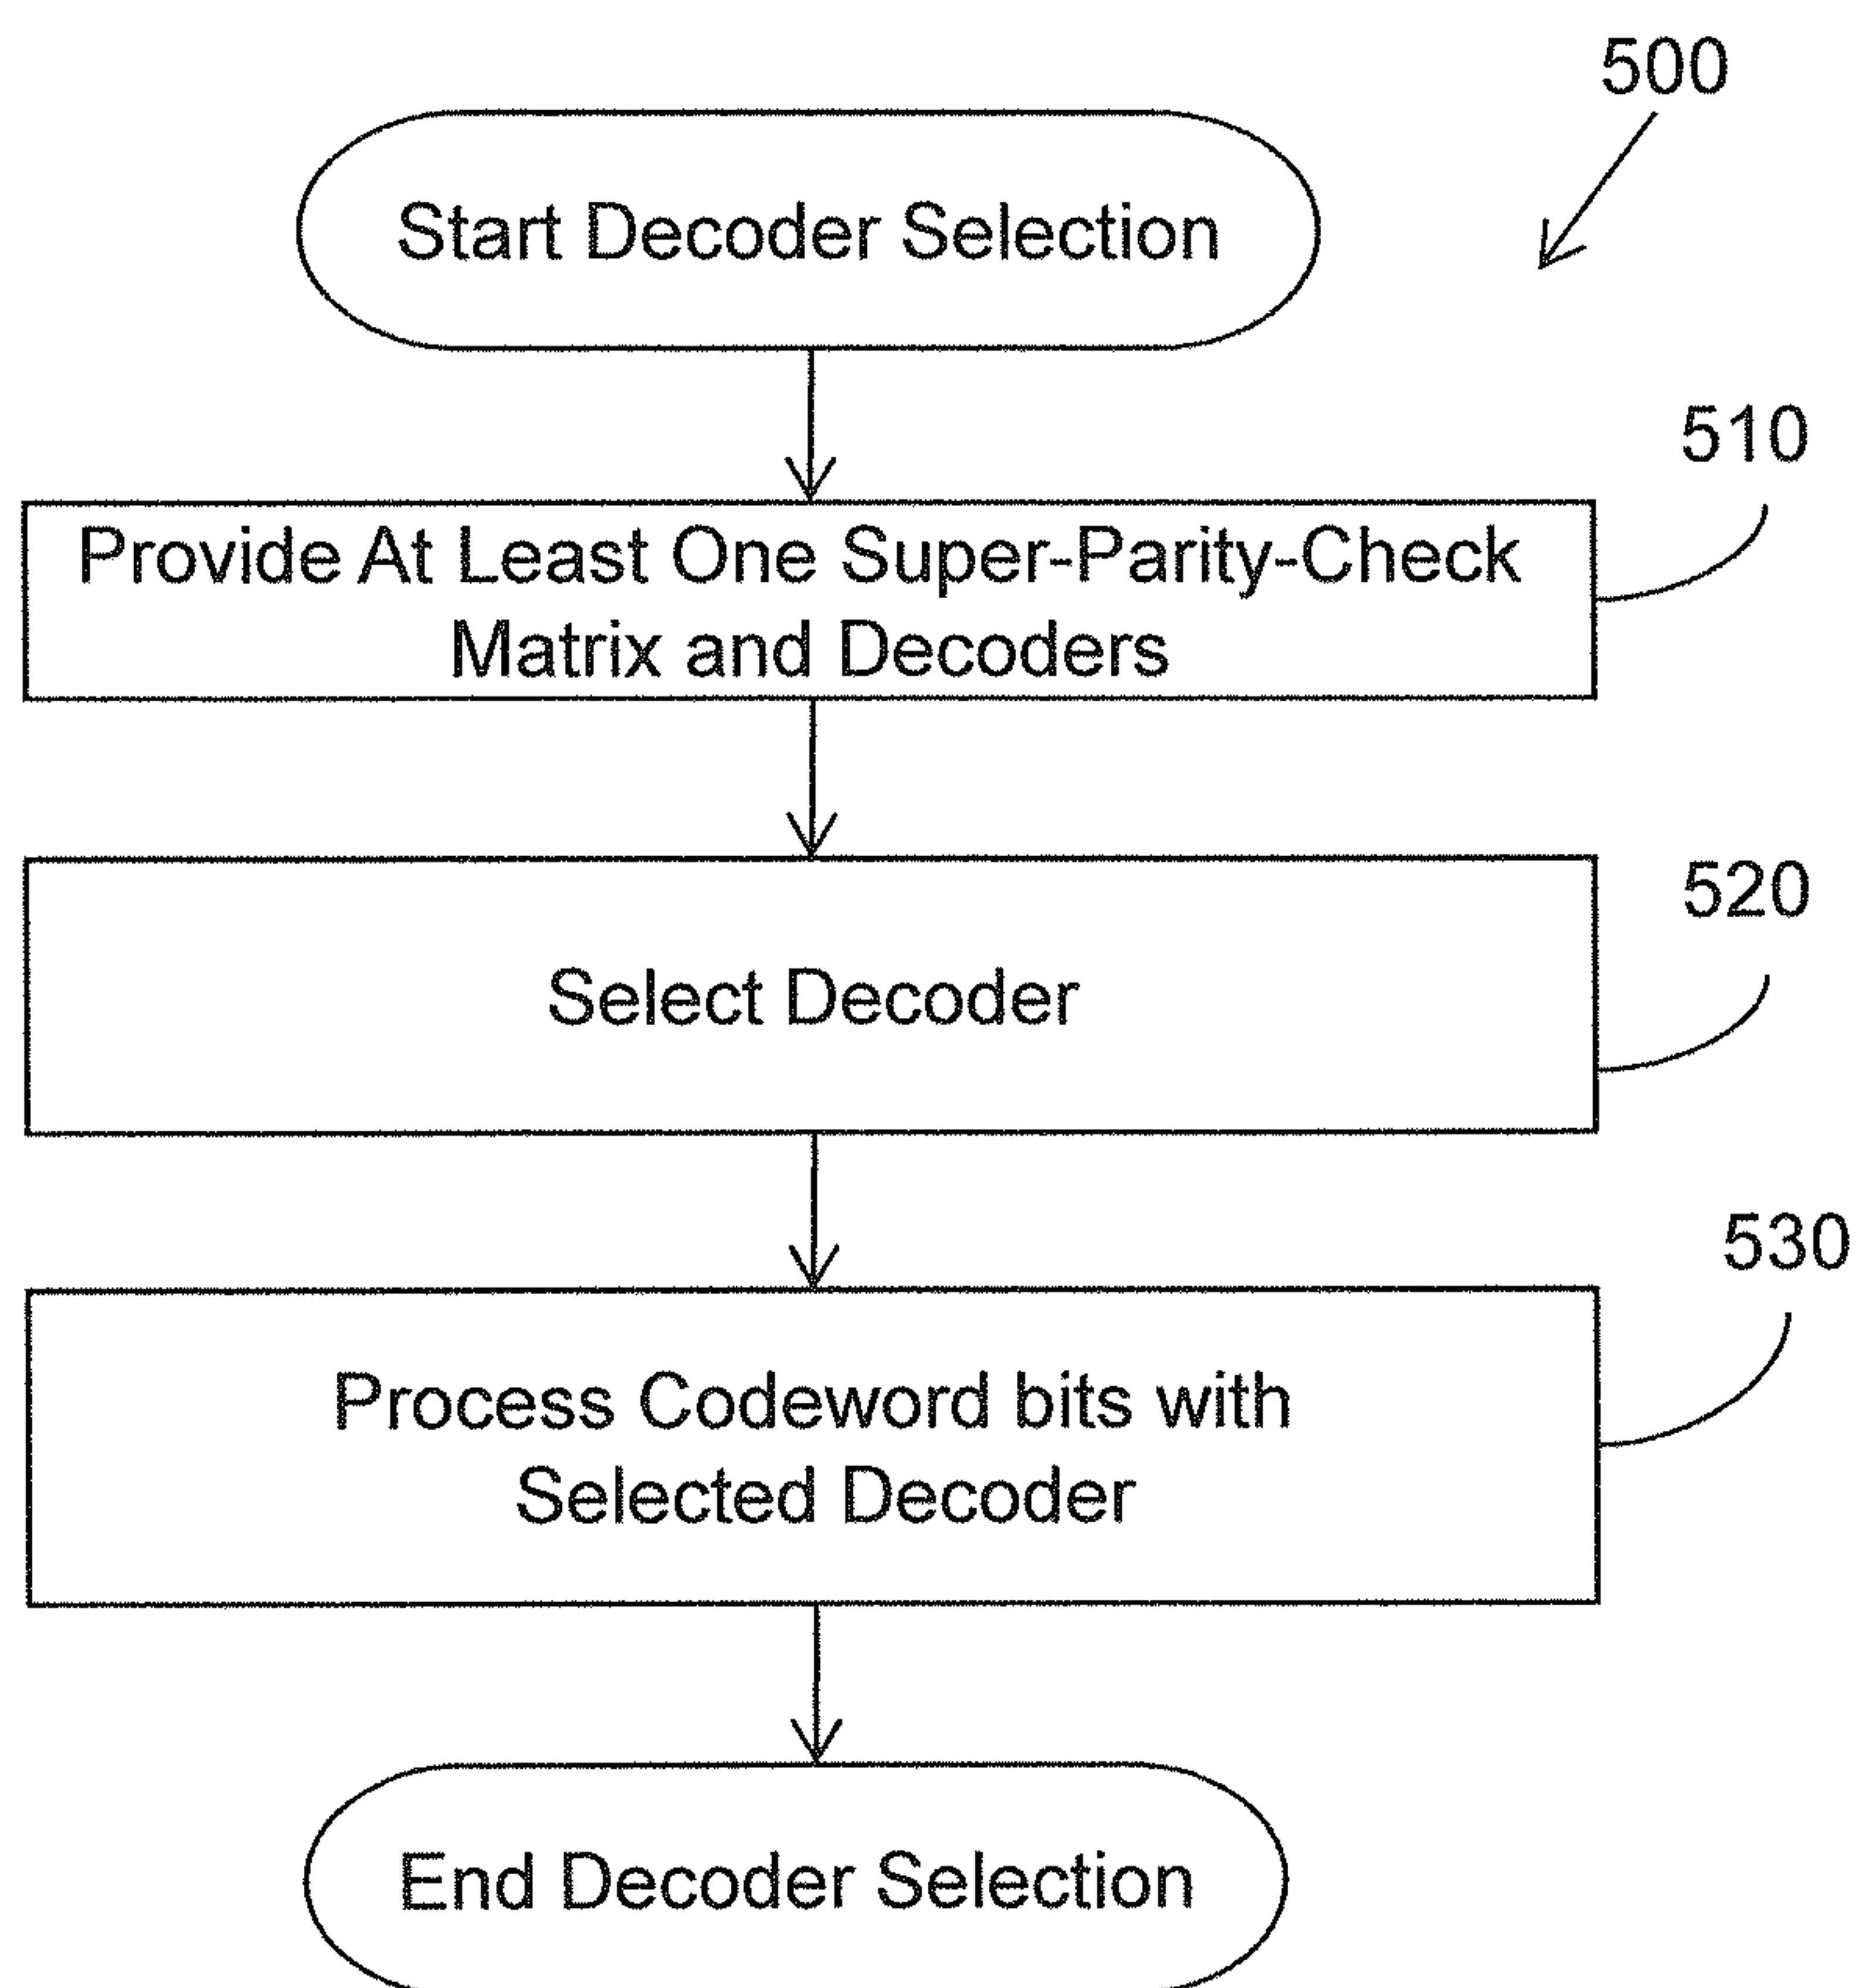 500
Start Decoder Selection
510
Provide At Least One Super-Parity-Check
Matrix and Decoders
520
Select Decoder
530
Process Codeword bits with
Selected Decoder
End Decoder Selection